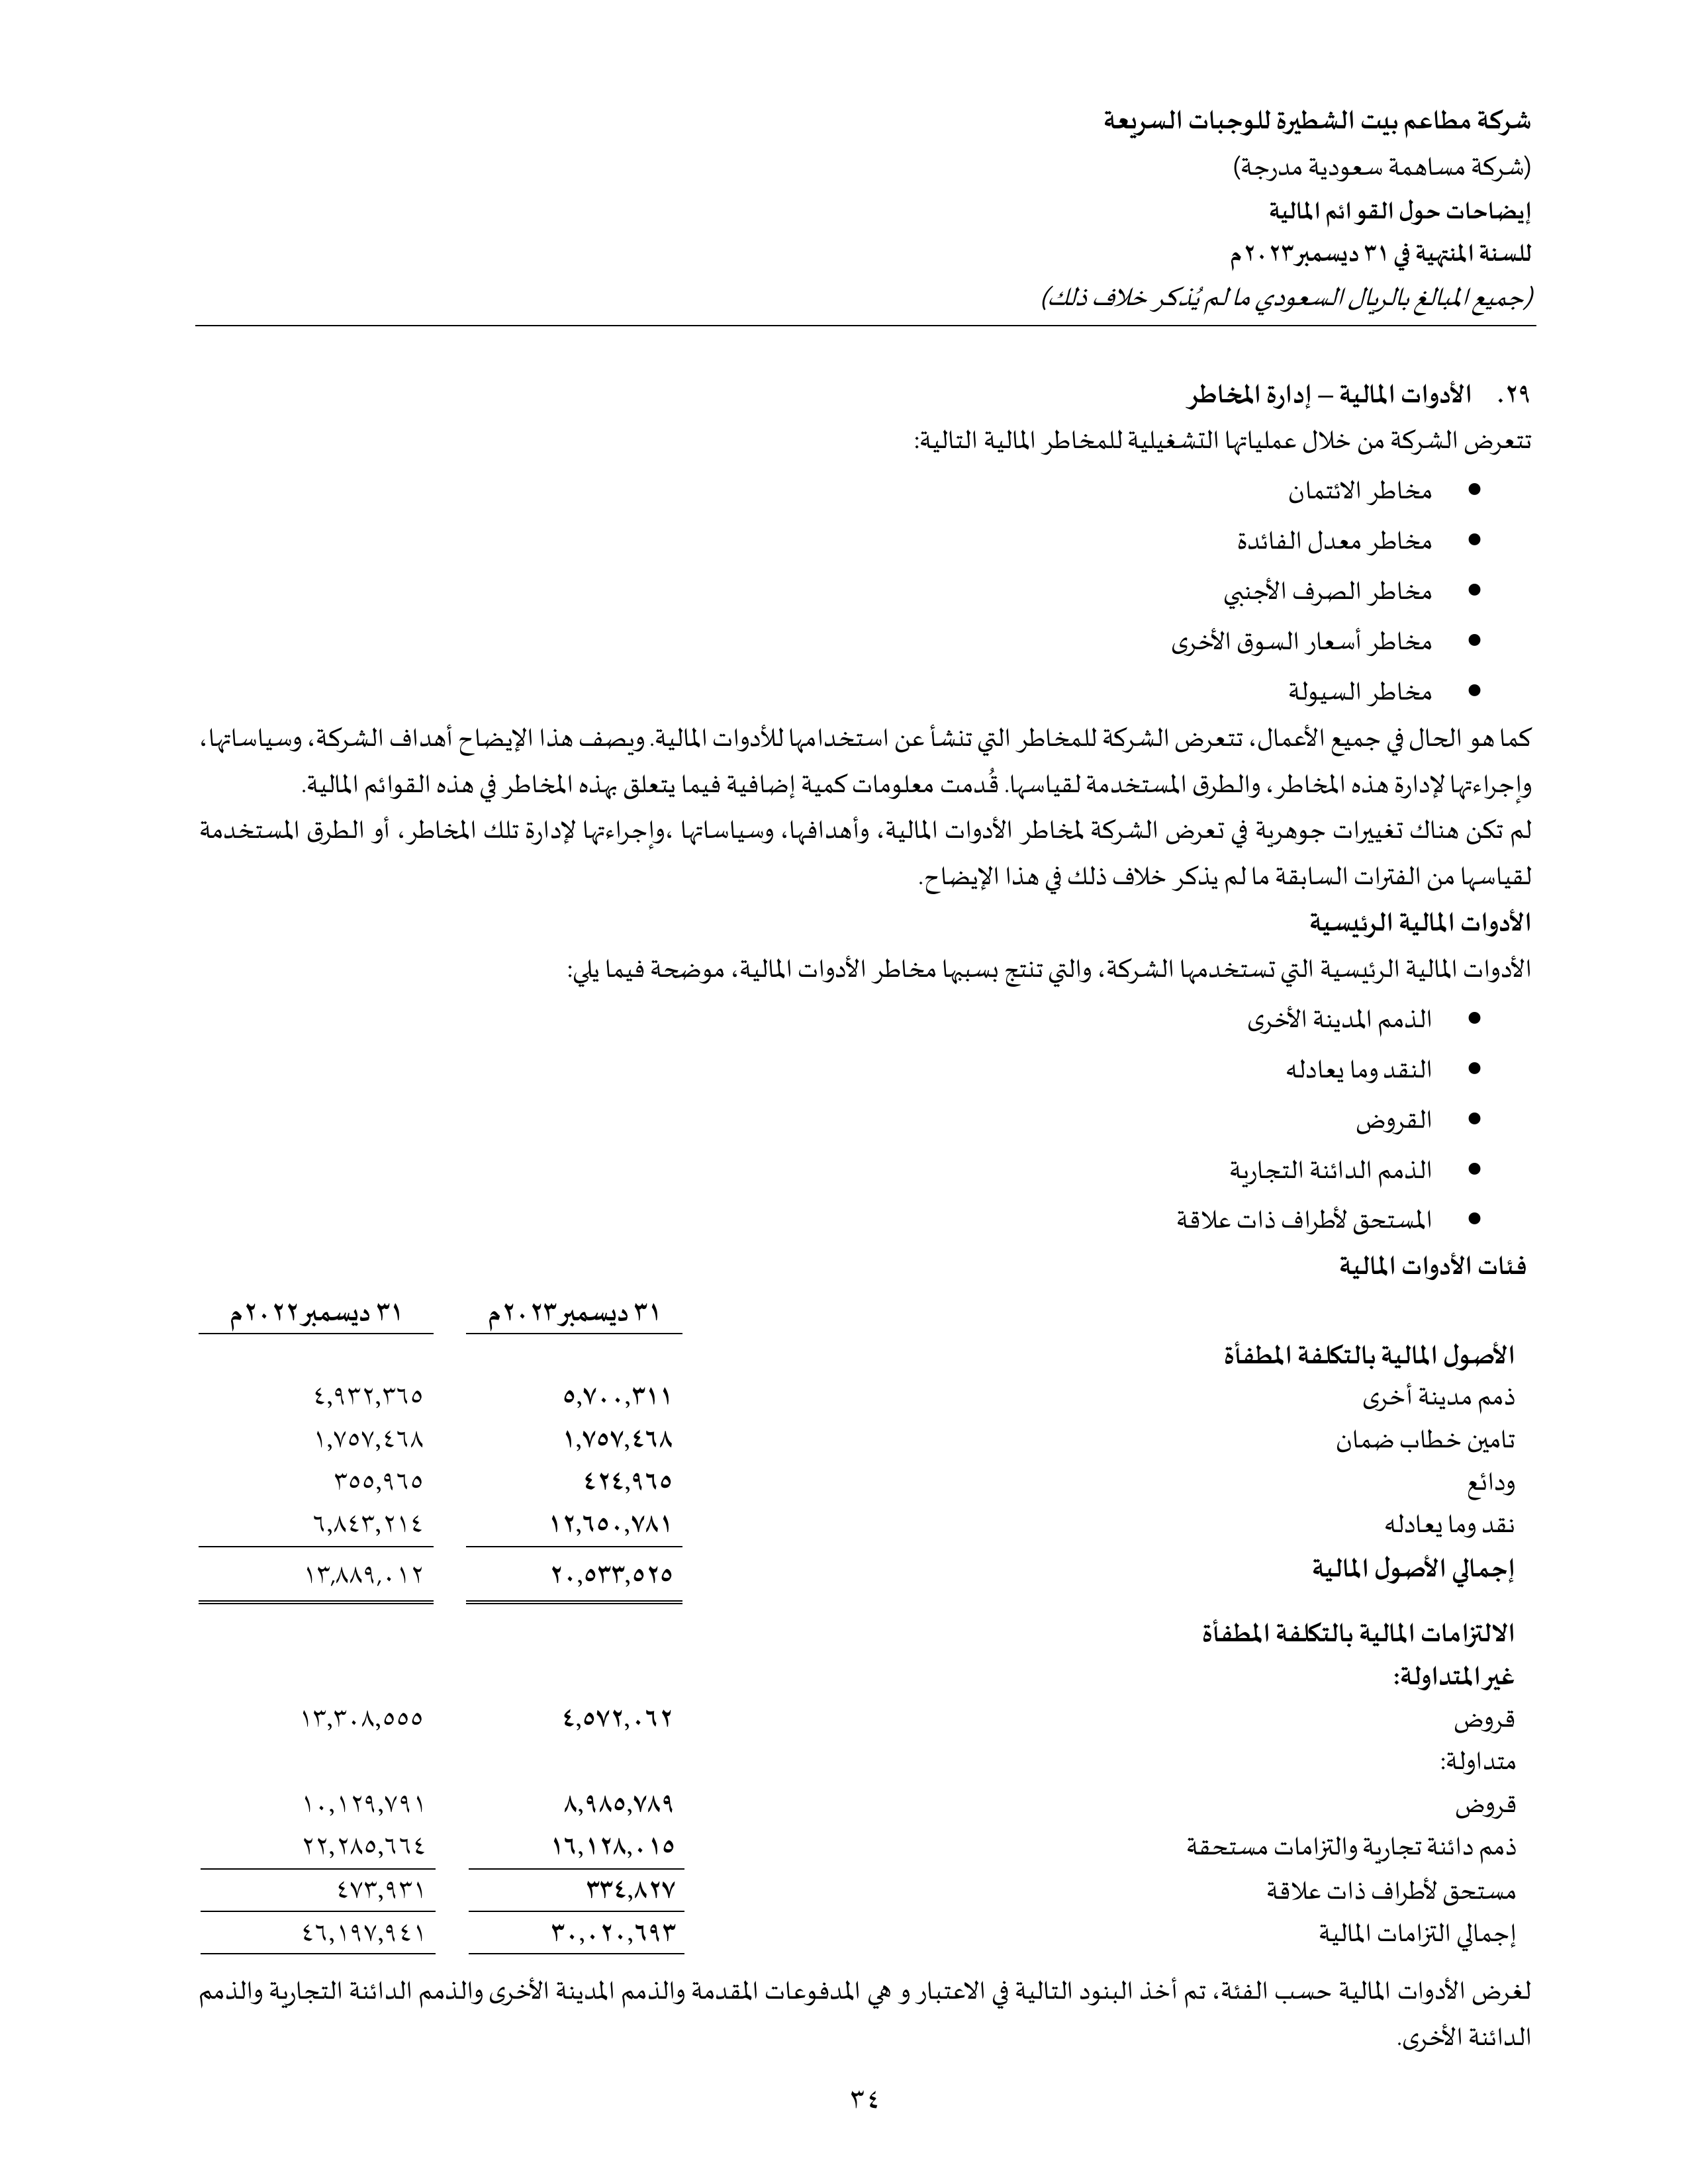 شركة مطاعم بيت الشطيرة للوجبات السريعة
(شركة مساهمة سعودية مدرجة)
إيضاحات حول القوائم المالية
للسنة المنتهية في ٣١ ديسمبر ٢٠٢٣م
(جميع المبالغ بالريال السعودي ما لم يُذكر خلاف ذلك)
٢٩. الأدوات المالية – إدارة المخاطر
تتعرض الشركة من خلال عملياتها التشغيلية للمخاطر المالية التالية:
• مخاطر الائتمان
• مخاطر معدل الفائدة
• مخاطر الصرف الأجنبي
• مخاطر أسعار السوق الأخرى
• مخاطر السيولة
كما هو الحال في جميع الأعمال، تتعرض الشركة للمخاطر التي تنشأ عن استخدامها للأدوات المالية. ويصف هذا الإيضاح أهداف الشركة، وسياساتها،
وإجراءتها لإدارة هذه المخاطر، والطرق المستخدمة لقياسها. قُدمت معلومات كمية إضافية فيما يتعلق بهذه المخاطر في هذه القوائم المالية.
لم تكن هناك تغييرات جوهرية في تعرض الشركة لمخاطر الأدوات المالية، وأهدافها، وسياساتها ،وإجراءتها لإدارة تلك المخاطر، أو الطرق المستخدمة
لقياسها من الفترات السابقة ما لم يذكر خلاف ذلك في هذا الإيضاح.
الأدوات المالية الرئيسية
الأدوات المالية الرئيسية التي تستخدمها الشركة، والتي تنتج بسببها مخاطر الأدوات المالية، موضحة فيما يلي:
• الذمم المدينة الأخرى
• النقد وما يعادله
• القروض
• الذمم الدائنة التجارية
• المستحق لأطراف ذات علاقة
فئات الأدوات المالية
٣١ ديسمبر ٢٠٢٣م ٣١ ديسمبر ٢٠٢٢م
الأصول المالية بالتكلفة المطفأة
ذمم مدينة أخرى ٥,٧٠٠,٣١١ ٤,٩٣٢,٣٦٥
تامين خطاب ضمان ١,٧٥٧,٤٦٨ ١,٧٥٧,٤٦٨
ودائع ٤٢٤,٩٦٥ ٣٥٥,٩٦٥
نقد وما يعادله ١٢,٦٥٠,٧٨١ ٦,٨٤٣,٢١٤
إجمالي الأصول المالية ٢٠,٥٣٣,٥٢٥ ١٣,٨٨٩,٠١٢
الالتزامات المالية بالتكلفة المطفأة
غير المتداولة:
قروض ٤,٥٧٢,٠٦٢ ١٣,٣٠٨,٥٥٥
متداولة:
قروض ٨,٩٨٥,٧٨٩ ١٠,١٢٩,٧٩١
ذمم دائنة تجارية والتزامات مستحقة ١٦,١٢٨,٠١٥ ٢٢,٢٨٥,٦٦٤
مستحق لأطراف ذات علاقة ٣٣٤,٨٢٧ ٤٧٣,٩٣١
إجمالي التزامات المالية ٣٠,٠٢٠,٦٩٣ ٤٦,١٩٧,٩٤١
لغرض الأدوات المالية حسب الفئة، تم أخذ البنود التالية في الاعتبار و هي المدفوعات المقدمة والذمم المدينة الأخرى والذمم الدائنة التجارية والذمم
الدائنة الأخرى.
٣٤